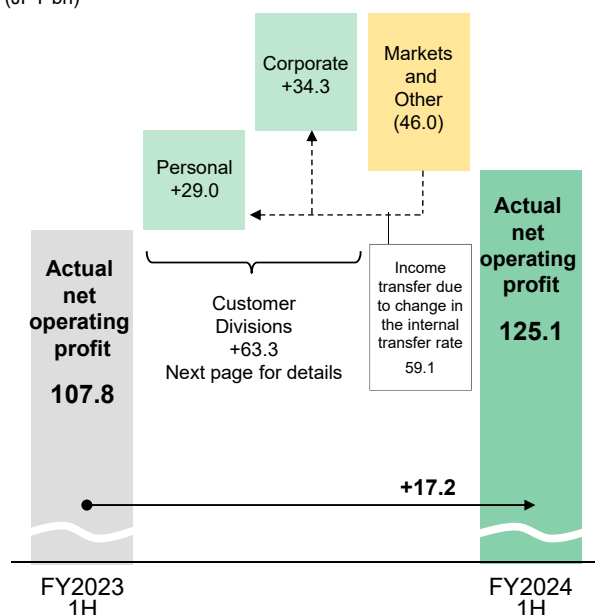 (JPY bn)
Corporate
+34.3
Markets
and
Other
(46.0)
Personal
+29.0
Actual
net
operating
profit
107.8
Customer
Divisions
+63.3
Next page for details
Income
transfer due
to change in
the internal
transfer rate
59.1
Actual
net
operating
profit
125.1
+17.2
FY2023
1H
FY2024
1H